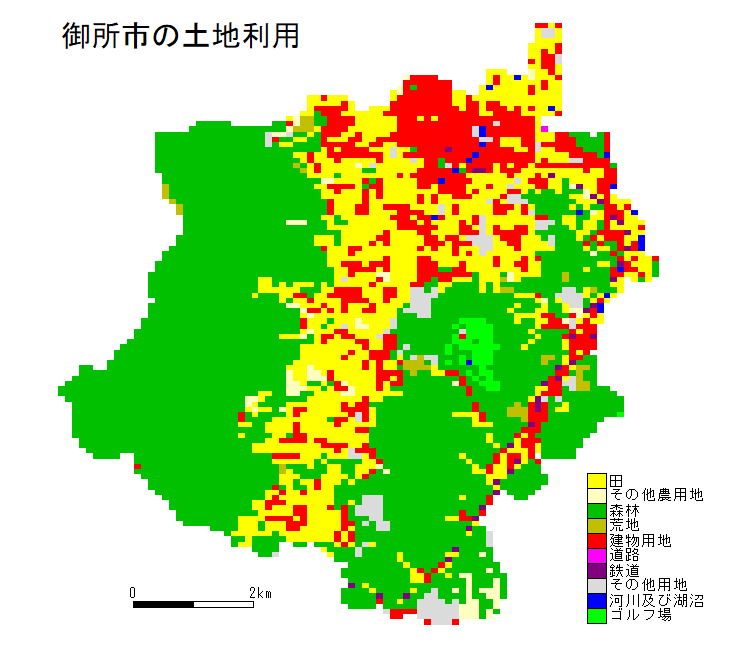 御所市の土地利用
田
その他農用地
森林
荒地
建物用地
道路
鉄道
その他用地
河川及び湖沼
ゴルフ場
0 2km